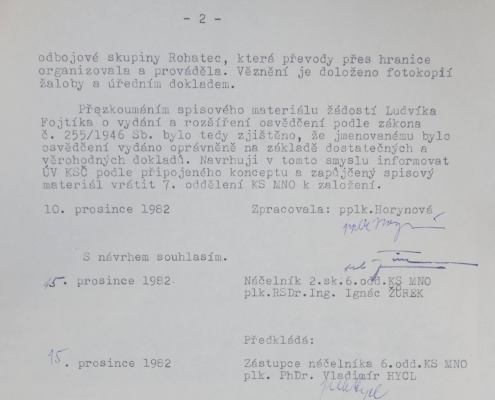 - 2 -
odbojové skupiny Rohatec, která převody přes hranice
organizovala a prováděla. Věznění je doloženo fotokopií
žaloby a úředním dokladem.
Přezkoumáním spisového materiálu žádostí Ludvíka
Fojtíka o vydání a rozšíření osvědčení podle zákona
č. 255/1946 Sb. bylo tedy zjištěno, že jmenovanému bylo
osvědčení vydáno oprávněně na základě dostatečných a
věrohodných dokladů. Navrhuji v tomto smyslu informovat
ÚV KSČ podle připojeného konceptu a zapůjčený spisový
materiál vrátit 7. oddělení KS MNO k založení.
10. prosince 1982 Zpracovala: pplk.Horynová
S návrhem souhlasím.
15. prosince 1982 Náčelník 2.sk.6.odd.KS MNO
plk.RSDr.Ing. Ignác ŽŮREK
Předkládá:
15. prosince 1982 Zástupce náčelníka 6.odd.KS MNO
plk. PhDr. Vladimír HYCL